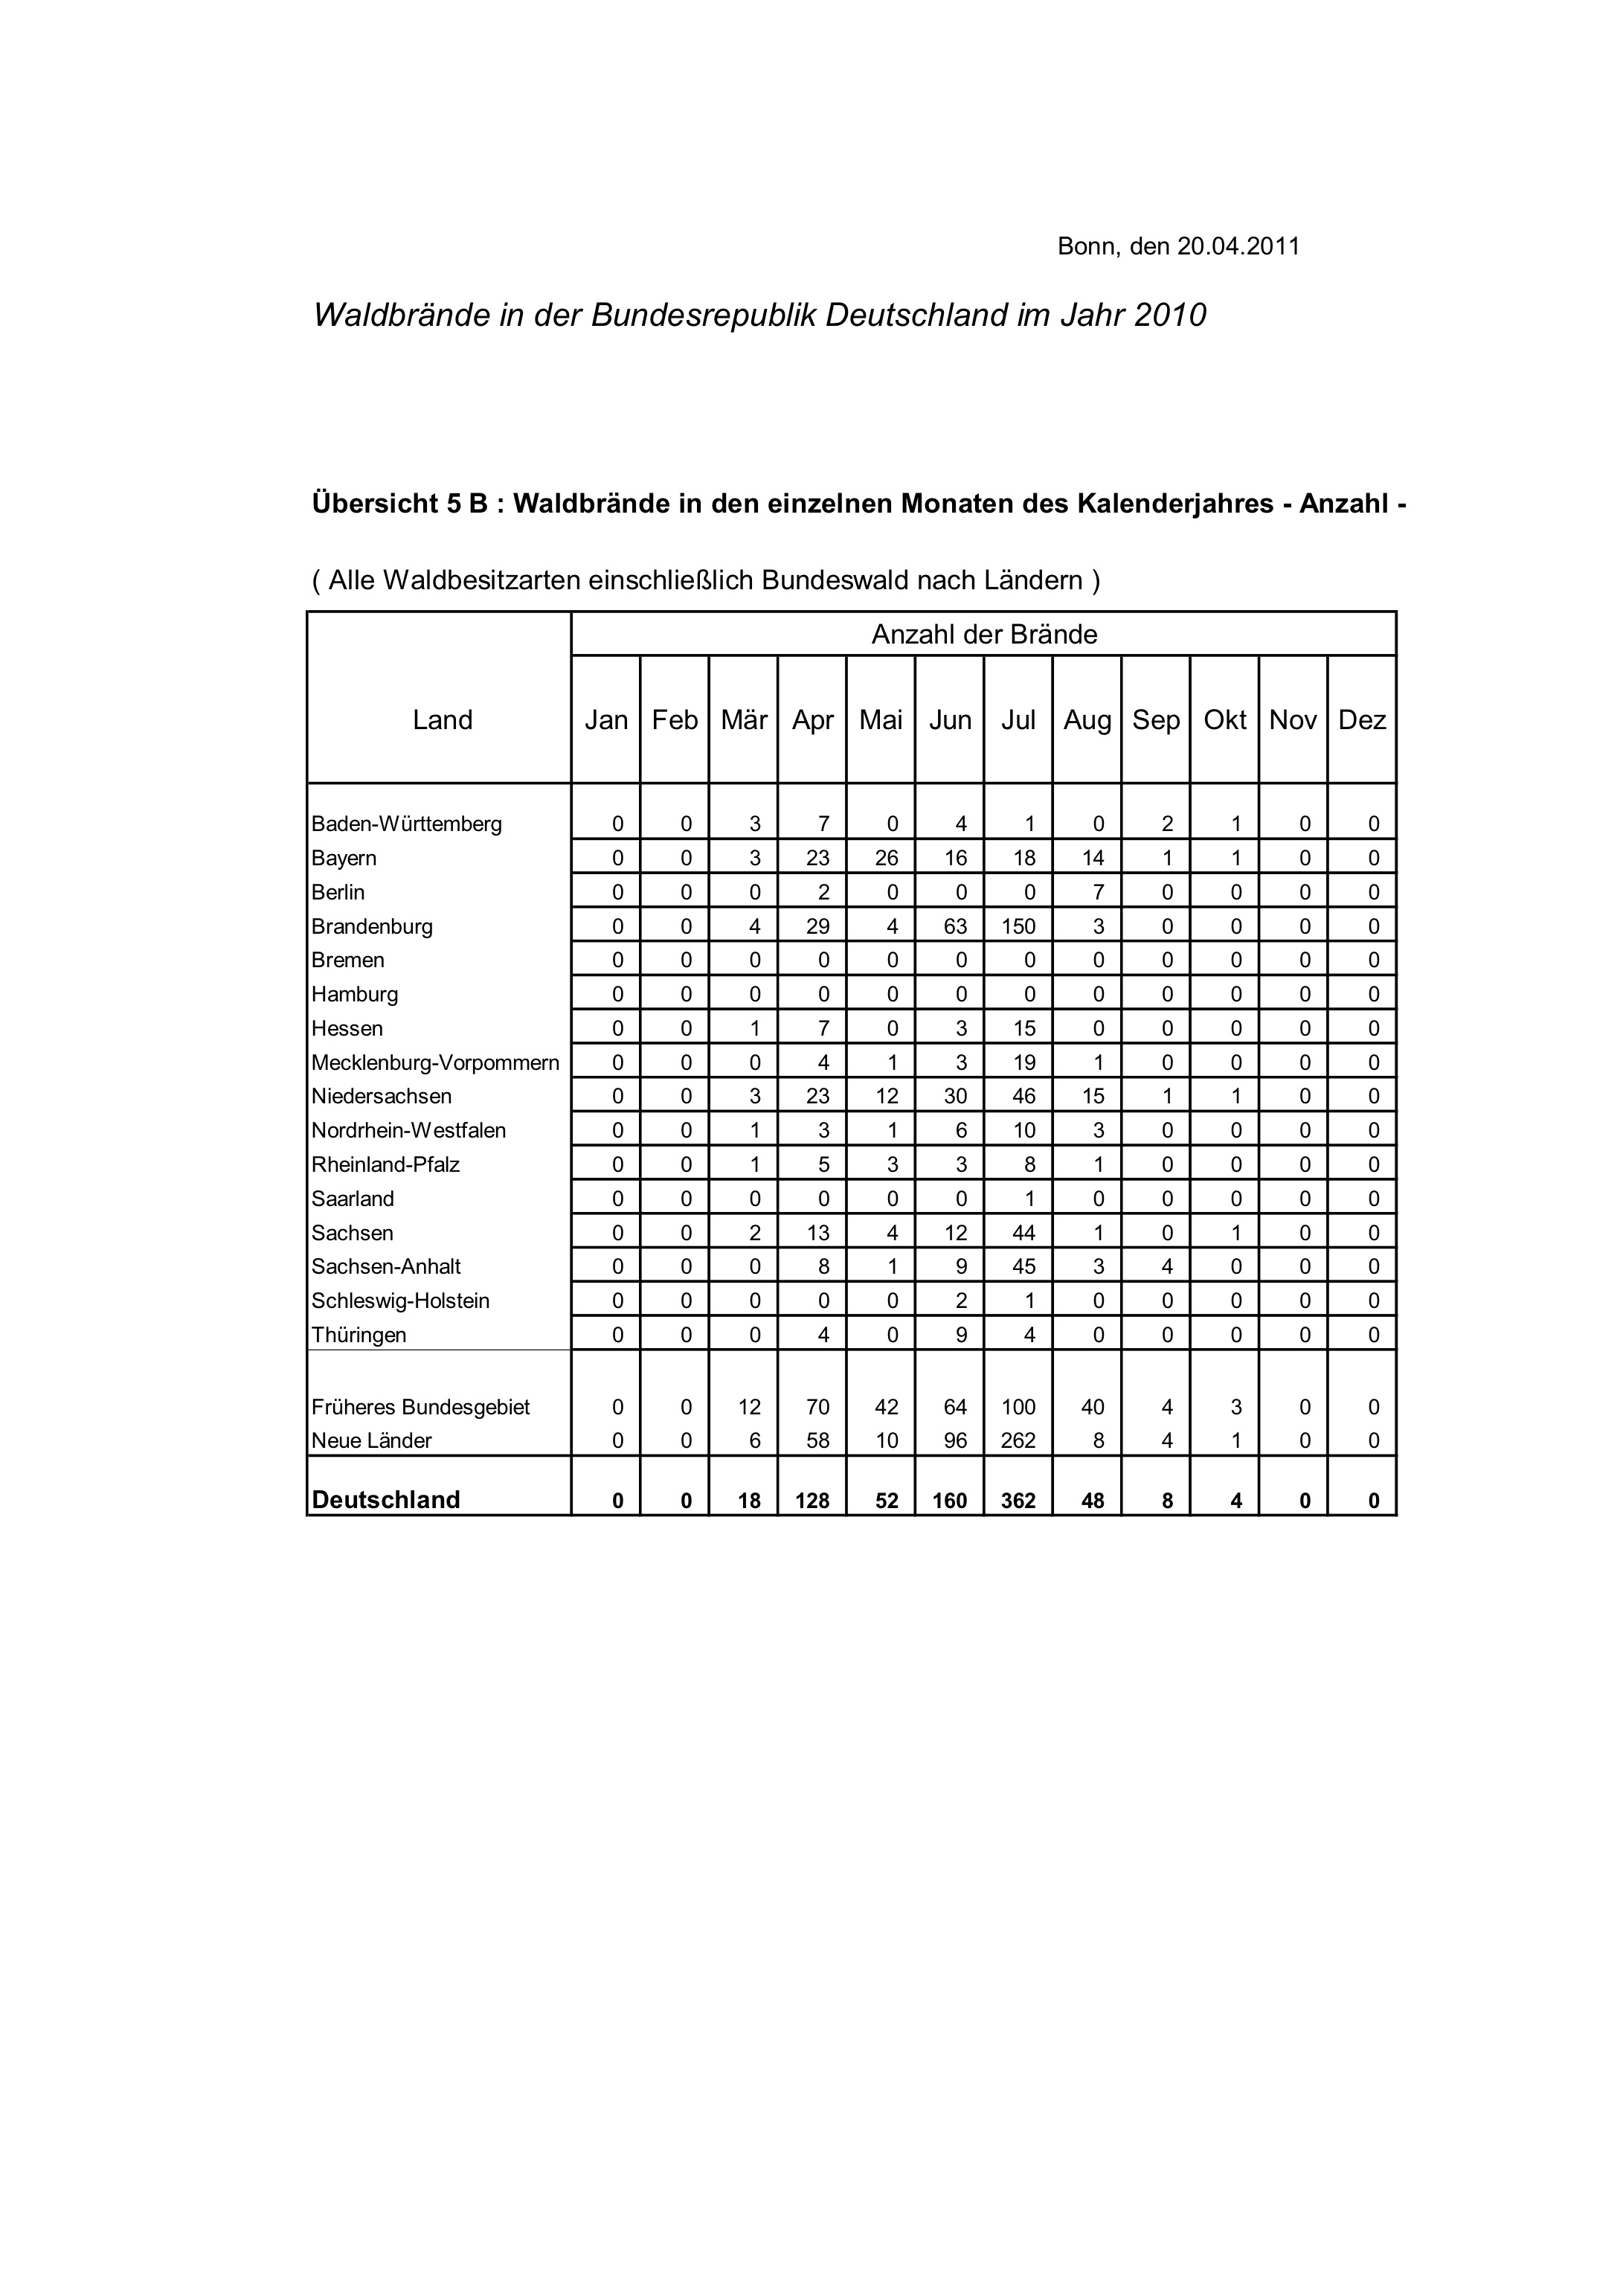 Bonn, den 20.04.2011
Waldbrände in der Bundesrepublik Deutschland im Jahr 2010
Übersicht 5 B : Waldbrände in den einzelnen Monaten des Kalenderjahres - Anzahl -
( Alle Waldbesitzarten einschließlich Bundeswald nach Ländern )
Anzahl der Brände
Land Jan Feb Mär Apr Mai Jun Jul Aug Sep Okt Nov Dez
Baden-Württemberg 0 0 3 7 0 4 1 0 2 1 0 0
Bayern 0 0 3 23 26 16 18 14 1 1 0 0
Berlin 0 0 0 2 0 0 0 7 0 0 0 0
Brandenburg 0 0 4 29 4 63 150 3 0 0 0 0
Bremen 0 0 0 0 0 0 0 0 0 0 0 0
Hamburg 0 0 0 0 0 0 0 0 0 0 0 0
Hessen 0 0 1 7 0 3 15 0 0 0 0 0
Mecklenburg-Vorpommern 0 0 0 4 1 3 19 1 0 0 0 0
Niedersachsen 0 0 3 23 12 30 46 15 1 1 0 0
Nordrhein-Westfalen 0 0 1 3 1 6 10 3 0 0 0 0
Rheinland-Pfalz 0 0 1 5 3 3 8 1 0 0 0 0
Saarland 0 0 0 0 0 0 1 0 0 0 0 0
Sachsen 0 0 2 13 4 12 44 1 0 1 0 0
Sachsen-Anhalt 0 0 0 8 1 9 45 3 4 0 0 0
Schleswig-Holstein 0 0 0 0 0 2 1 0 0 0 0 0
Thüringen 0 0 0 4 0 9 4 0 0 0 0 0
Früheres Bundesgebiet 0 0 12 70 42 64 100 40 4 3 0 0
Neue Länder 0 0 6 58 10 96 262 8 4 1 0 0
Deutschland 0 0 18 128 52 160 362 48 8 4 0 0